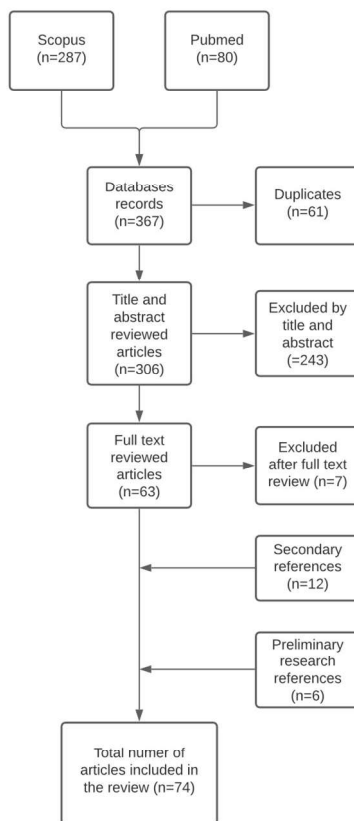 Scopus
(n=287)
Pubmed
(n=80)
Databases
records
(n=367)
Duplicates
(n=61)
Title and
abstract
reviewed
articles
(n=306)
Excluded by
title and
abstract
(=243)
Full text
reviewed
articles
(n=63)
Excluded
after full text
review (n=7)
Secondary
references
(n=12)
Preliminary
research
references
(n=6)
Total numer of
articles included in
the review (n=74)